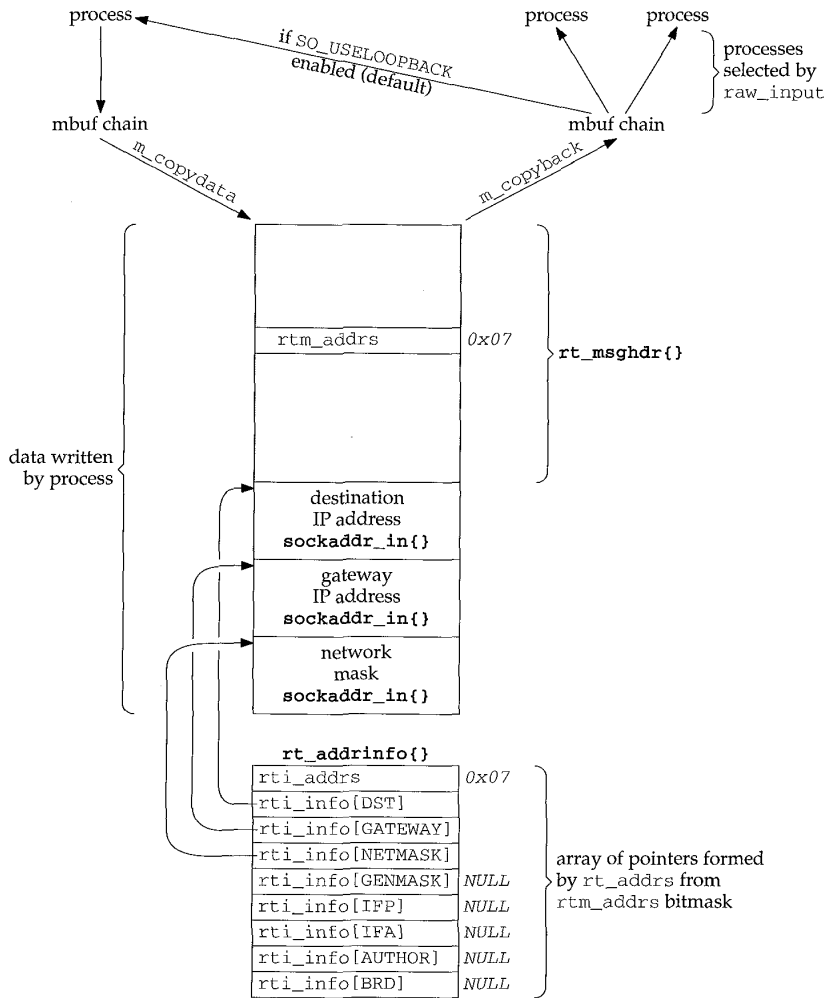 process
process
process
if SO_USELOOPBACK
enabled (default)
processes
selected by
raw_input
mbuf chain
mbuf chain
m_copydata
m_copyback
rtm_addrs
0x07
rt_msghdr{}
data written
by process
destination
IP address
sockaddr_in{}
gateway
IP address
sockaddr_in{}
network
mask
sockaddr_in{}
rt_addrinfo{}
rti_addrs
0x07
rti_info[DST]
rti_info[GATEWAY]
rti_info[NETMASK]
rti_info[GENMASK]
NULL
rti_info[IFP]
NULL
rti_info[IFA]
NULL
rti_info[AUTHOR]
NULL
rti_info[BRD]
NULL
array of pointers formed
by rt_addrs from
rtm_addrs bitmask